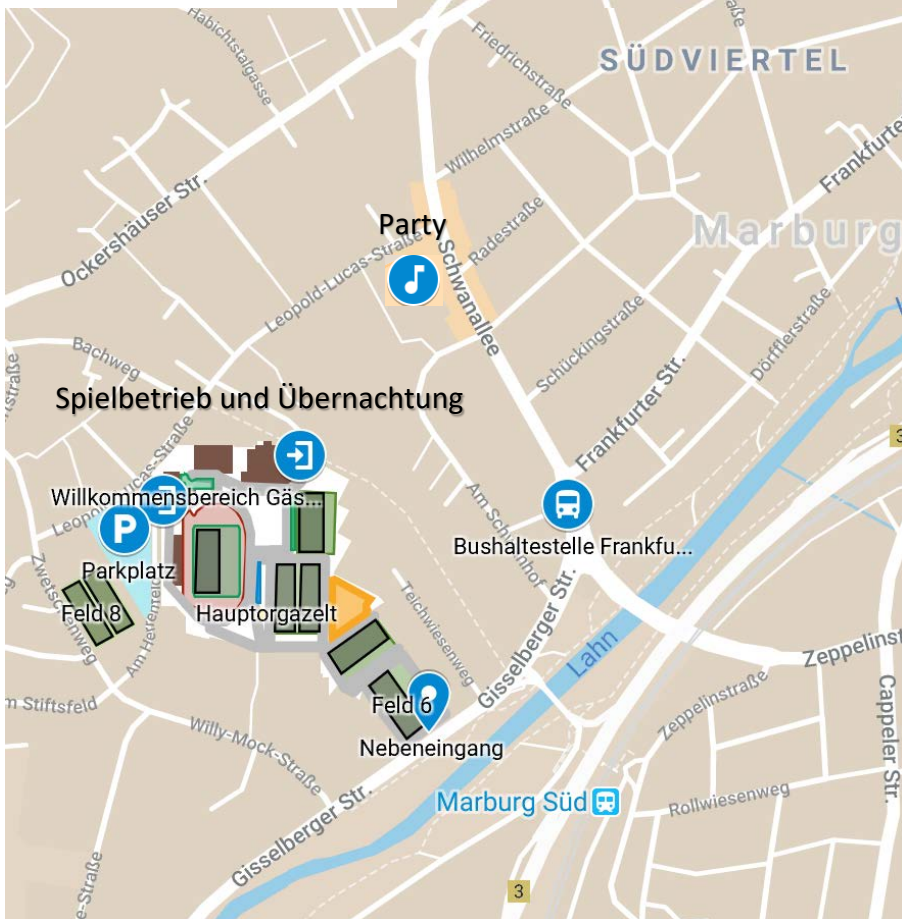 Habichtstalgasse
Friedrichstraße
SÜDVIERTEL
Wilhelmstraße
Frankfurter
Ockershäuser Str.
Party
Radestraße
Marburg
Leopold-Lucas-Straße
Schwanallee
Bachweg
Schückingstraße
Dörfflerstraße
Frankfurter Str.
Spielbetrieb und Übernachtung
3
Willkommensbereich Gäs...
Am Schwanhof
Bushaltestelle Frankfu...
P
Parkplatz
Zwetschenweg
Feld 8
Hauptorgazelt
Teichwiesenweg
Gisselberger Str.
Lahn
Zeppelinst
Zeppelinstraße
Cappeler Str.
m Stiftsfeld
Feld 6
Willy-Mock-Straße
Nebeneingang
Marburg Süd
Rollwiesenweg
Gisselberger Str.
e-Straße
3